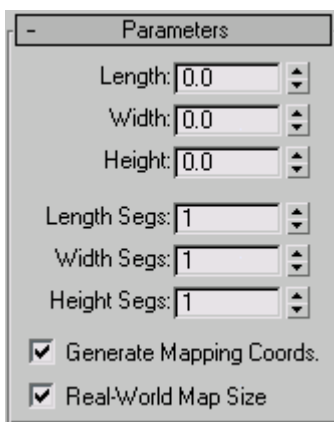 - Parameters
Length: 0.0
Width: 0.0
Height: 0.0
Length Segs: 1
Width Segs: 1
Height Segs: 1
Generate Mapping Coords.
Real-World Map Size